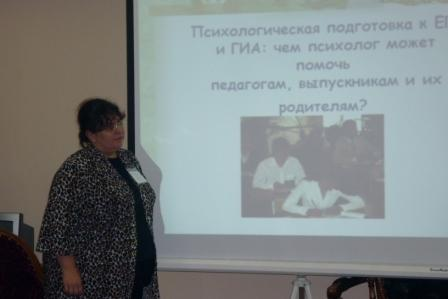 Психологическая подготовка к ЕГ
и ГИА: чем психолог может
помочь
педагогам, выпускникам и их
родителям?